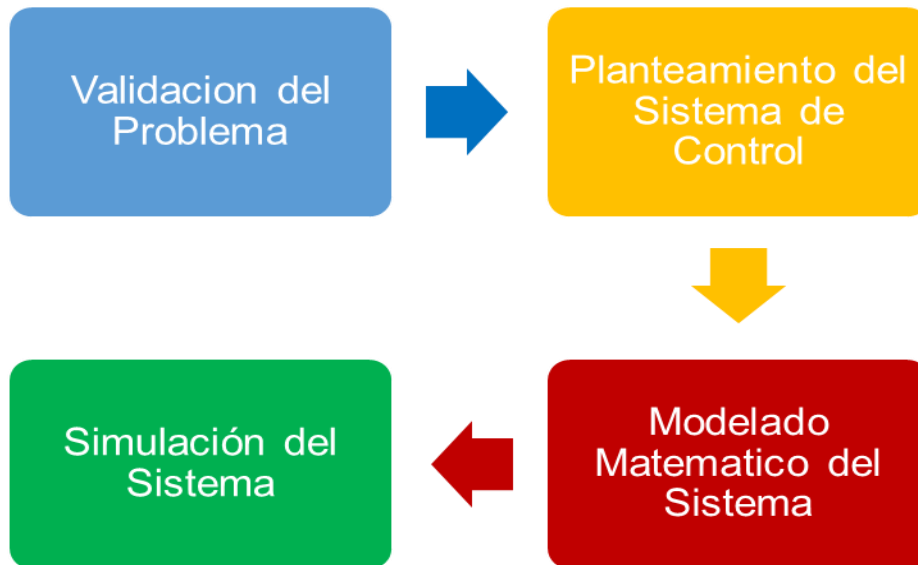 Validacion del
Problema
Planteamiento del
Sistema de
Control
Modelado
Matematico del
Sistema
Simulación del
Sistema